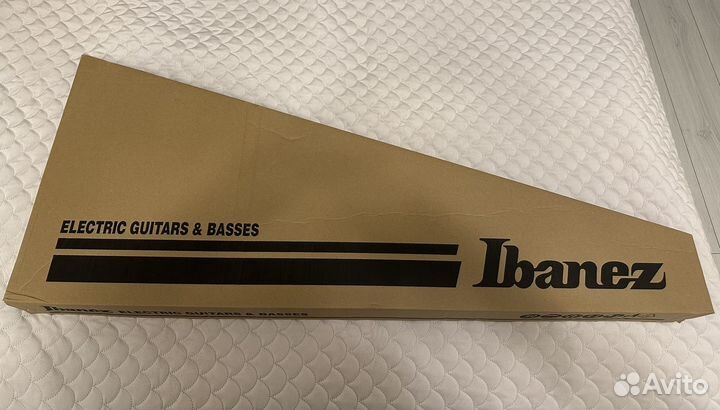 ELECTRIC GUITARS & BASSES
Ibanez
Ibanez ELECTRIC GUITARS & BASSES
Avito